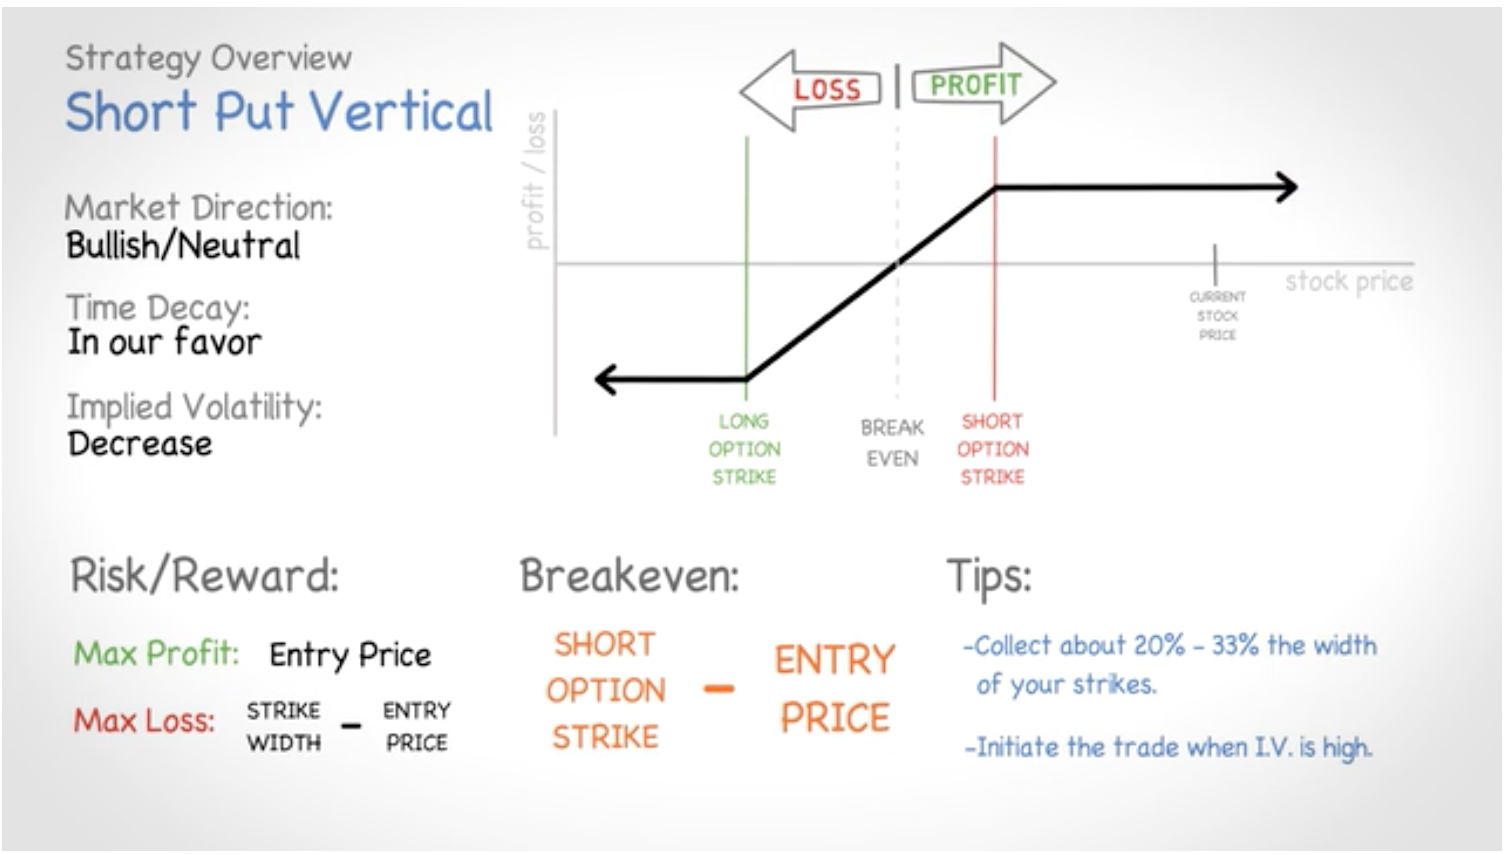 Strategy Overview
Short Put Vertical
Market Direction:
Bullish/Neutral
Time Decay:
In our favor
Implied Volatility:
Decrease
LOSS
PROFIT
profit / loss
stock price
CURRENT
STOCK
PRICE
LONG
OPTION
STRIKE
BREAK
EVEN
SHORT
OPTION
STRIKE
Risk/Reward:
Max Profit: Entry Price
Max Loss: STRIKE WIDTH - ENTRY PRICE
Breakeven:
SHORT
OPTION
STRIKE
-
ENTRY
PRICE
Tips:
-Collect about 20% - 33% the width
of your strikes.
-Initiate the trade when I.V. is high.